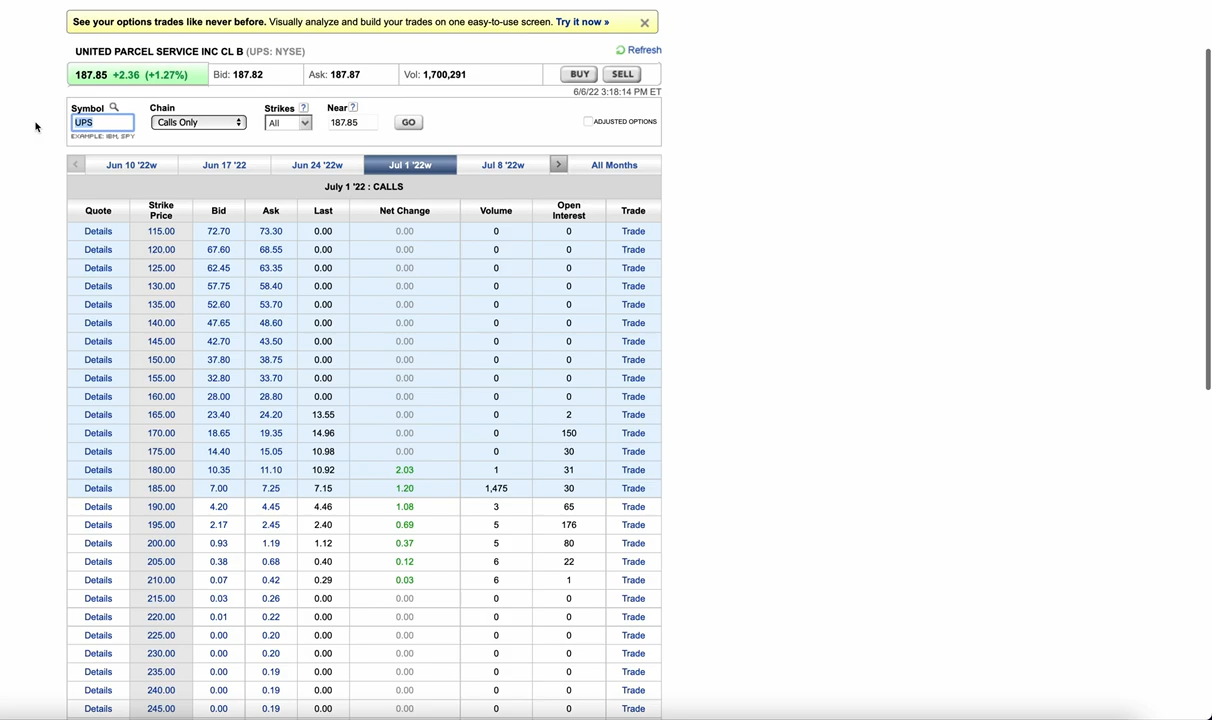 See your options trades like never before. Visually analyze and build your trades on one easy-to-use screen. Try it now »
UNITED PARCEL SERVICE INC CL B (UPS: NYSE) Refresh
187.85 +2.36 (+1.27%) Bid: 187.82 Ask: 187.87 Vol: 1,700,291 BUY SELL
6/6/22 3:18:14 PM ET
Symbol Chain Strikes ? Near ?
UPS Calls Only All 187.85 GO ADJUSTED OPTIONS
EXAMPLE: IBM, SPY
< Jun 10 '22w Jun 17 '22 Jun 24 '22w Jul 1 '22w Jul 8 '22w > All Months
July 1 '22 : CALLS
Quote Strike Price Bid Ask Last Net Change Volume Open Interest Trade
Details 115.00 72.70 73.30 0.00 0.00 0 0 Trade
Details 120.00 67.60 68.55 0.00 0.00 0 0 Trade
Details 125.00 62.45 63.35 0.00 0.00 0 0 Trade
Details 130.00 57.75 58.40 0.00 0.00 0 0 Trade
Details 135.00 52.60 53.70 0.00 0.00 0 0 Trade
Details 140.00 47.65 48.60 0.00 0.00 0 0 Trade
Details 145.00 42.70 43.50 0.00 0.00 0 0 Trade
Details 150.00 37.80 38.75 0.00 0.00 0 0 Trade
Details 155.00 32.80 33.70 0.00 0.00 0 0 Trade
Details 160.00 28.00 28.80 0.00 0.00 0 0 Trade
Details 165.00 23.40 24.20 13.55 0.00 0 2 Trade
Details 170.00 18.65 19.35 14.96 0.00 0 150 Trade
Details 175.00 14.40 15.05 10.98 0.00 0 30 Trade
Details 180.00 10.35 11.10 10.92 2.03 1 31 Trade
Details 185.00 7.00 7.25 7.15 1.20 1,475 30 Trade
Details 190.00 4.20 4.45 4.46 1.08 3 65 Trade
Details 195.00 2.17 2.45 2.40 0.69 5 176 Trade
Details 200.00 0.93 1.19 1.12 0.37 5 80 Trade
Details 205.00 0.38 0.68 0.40 0.12 6 22 Trade
Details 210.00 0.07 0.42 0.29 0.03 6 1 Trade
Details 215.00 0.03 0.26 0.00 0.00 0 0 Trade
Details 220.00 0.01 0.22 0.00 0.00 0 0 Trade
Details 225.00 0.00 0.20 0.00 0.00 0 0 Trade
Details 230.00 0.00 0.20 0.00 0.00 0 0 Trade
Details 235.00 0.00 0.19 0.00 0.00 0 0 Trade
Details 240.00 0.00 0.19 0.00 0.00 0 0 Trade
Details 245.00 0.00 0.19 0.00 0.00 0 0 Trade